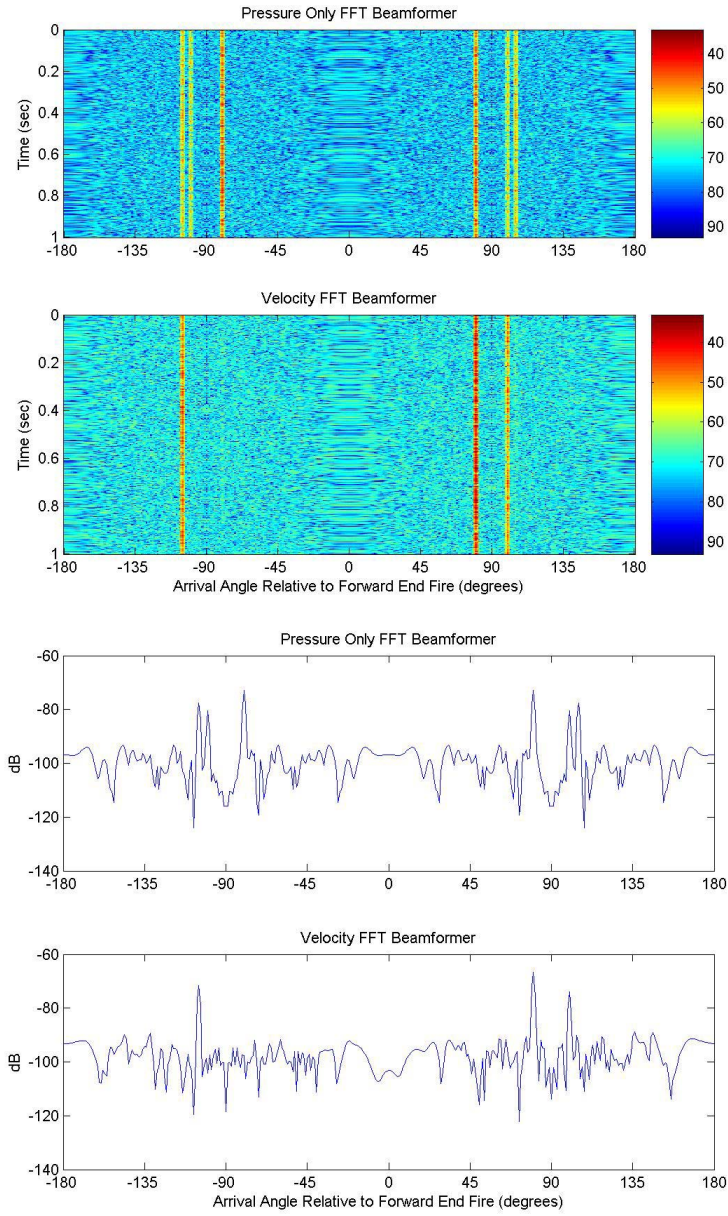 Pressure Only FFT Beamformer
Time (sec)
0
0.2
0.4
0.6
0.8
1
-180 -135 -90 -45 0 45 90 135 180
40
50
60
70
80
90
Velocity FFT Beamformer
Time (sec)
0
0.2
0.4
0.6
0.8
1
-180 -135 -90 -45 0 45 90 135 180
Arrival Angle Relative to Forward End Fire (degrees)
40
50
60
70
80
90
Pressure Only FFT Beamformer
dB
-60
-80
-100
-120
-140
-180 -135 -90 -45 0 45 90 135 180
Velocity FFT Beamformer
dB
-60
-80
-100
-120
-140
-180 -135 -90 -45 0 45 90 135 180
Arrival Angle Relative to Forward End Fire (degrees)